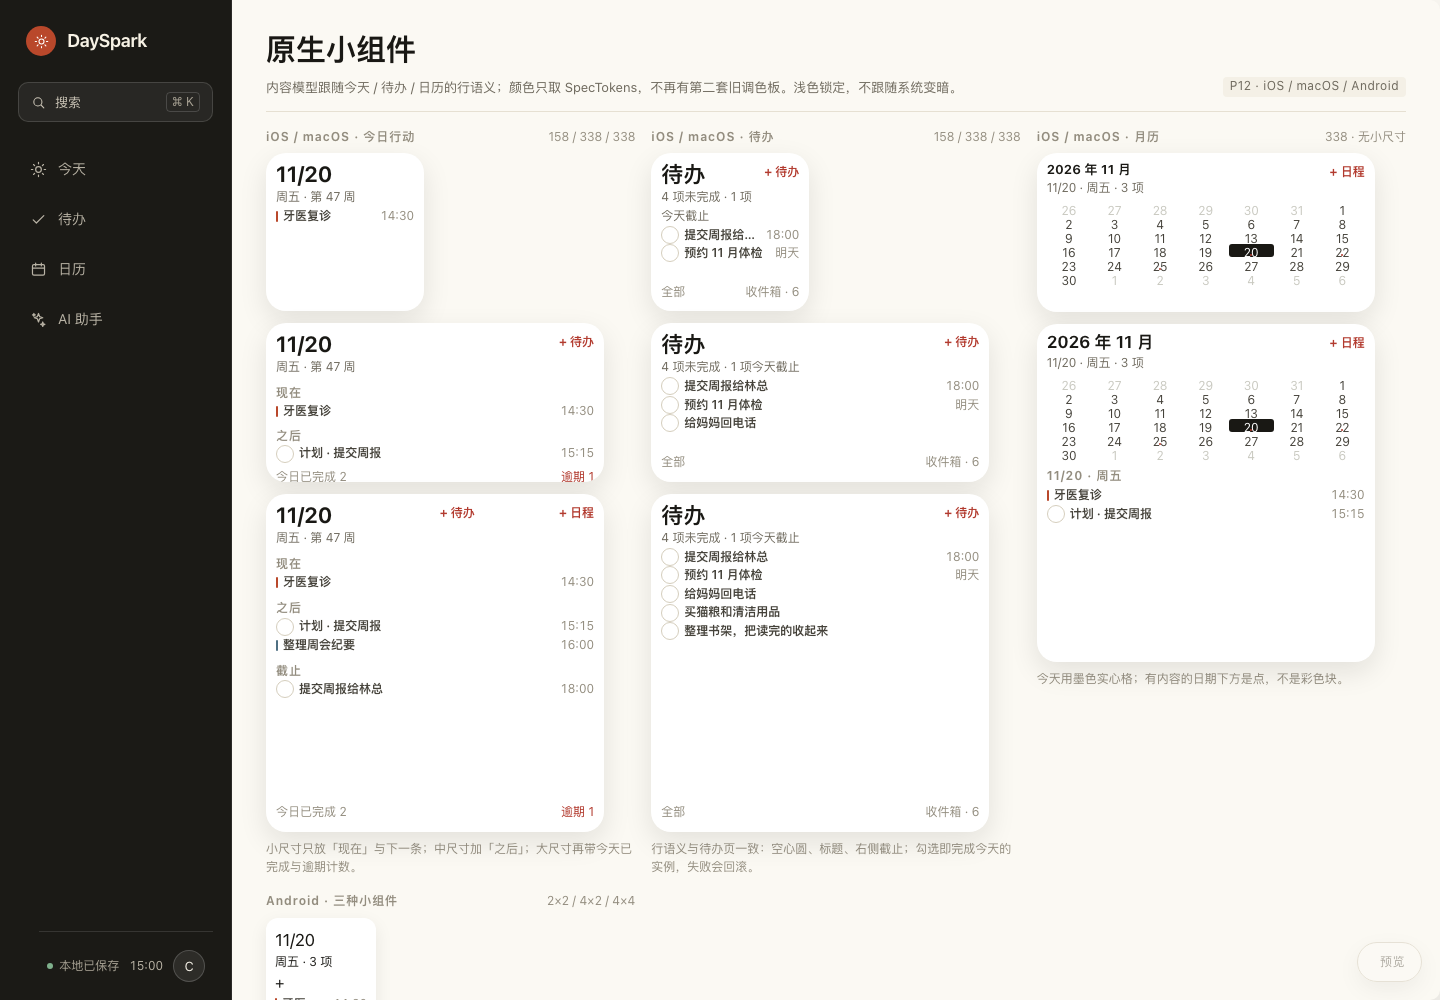 DaySpark
搜索 ⌘ K
今天
待办
日历
AI 助手
本地已保存 15:00 C
原生小组件
内容模型跟随今天 / 待办 / 日历的行语义；颜色只取 SpecTokens，不再有第二套旧调色板。浅色锁定，不跟随系统变暗。
P12 · iOS / macOS / Android
iOS / macOS · 今日行动 158 / 338 / 338
11/20
周五 · 第 47 周
牙医复诊 14:30
11/20 + 待办
周五 · 第 47 周
现在
牙医复诊 14:30
之后
计划 · 提交周报 15:15
今日已完成 2 逾期 1
11/20 + 待办 + 日程
周五 · 第 47 周
现在
牙医复诊 14:30
之后
计划 · 提交周报 15:15
整理周会纪要 16:00
截止
提交周报给林总 18:00
今日已完成 2 逾期 1
小尺寸只放「现在」与下一条；中尺寸加「之后」；大尺寸再带今天已
完成与逾期计数。
iOS / macOS · 待办 158 / 338 / 338
待办 + 待办
4 项未完成 · 1 项
今天截止
提交周报给... 18:00
预约 11 月体检 明天
全部 收件箱 · 6
待办 + 待办
4 项未完成 · 1 项今天截止
提交周报给林总 18:00
预约 11 月体检 明天
给妈妈回电话
全部 收件箱 · 6
待办 + 待办
4 项未完成 · 1 项今天截止
提交周报给林总 18:00
预约 11 月体检 明天
给妈妈回电话
买猫粮和清洁用品
整理书架，把读完的收起来
全部 收件箱 · 6
行语义与待办页一致：空心圆、标题、右侧截止；勾选即完成今天的
实例，失败会回滚。
iOS / macOS · 月历 338 · 无小尺寸
2026 年 11 月 + 日程
11/20 · 周五 · 3 项
26 27 28 29 30 31 1
2 3 4 5 6 7 8
9 10 11 12 13 14 15
16 17 18 19 20 21 22
23 24 25 26 27 28 29
30 1 2 3 4 5 6
2026 年 11 月 + 日程
11/20 · 周五 · 3 项
26 27 28 29 30 31 1
2 3 4 5 6 7 8
9 10 11 12 13 14 15
16 17 18 19 20 21 22
23 24 25 26 27 28 29
30 1 2 3 4 5 6
11/20 · 周五
牙医复诊 14:30
计划 · 提交周报 15:15
今天用墨色实心格；有内容的日期下方是点，不是彩色块。
Android · 三种小组件 2×2 / 4×2 / 4×4
11/20
周五 · 3 项
+
预览